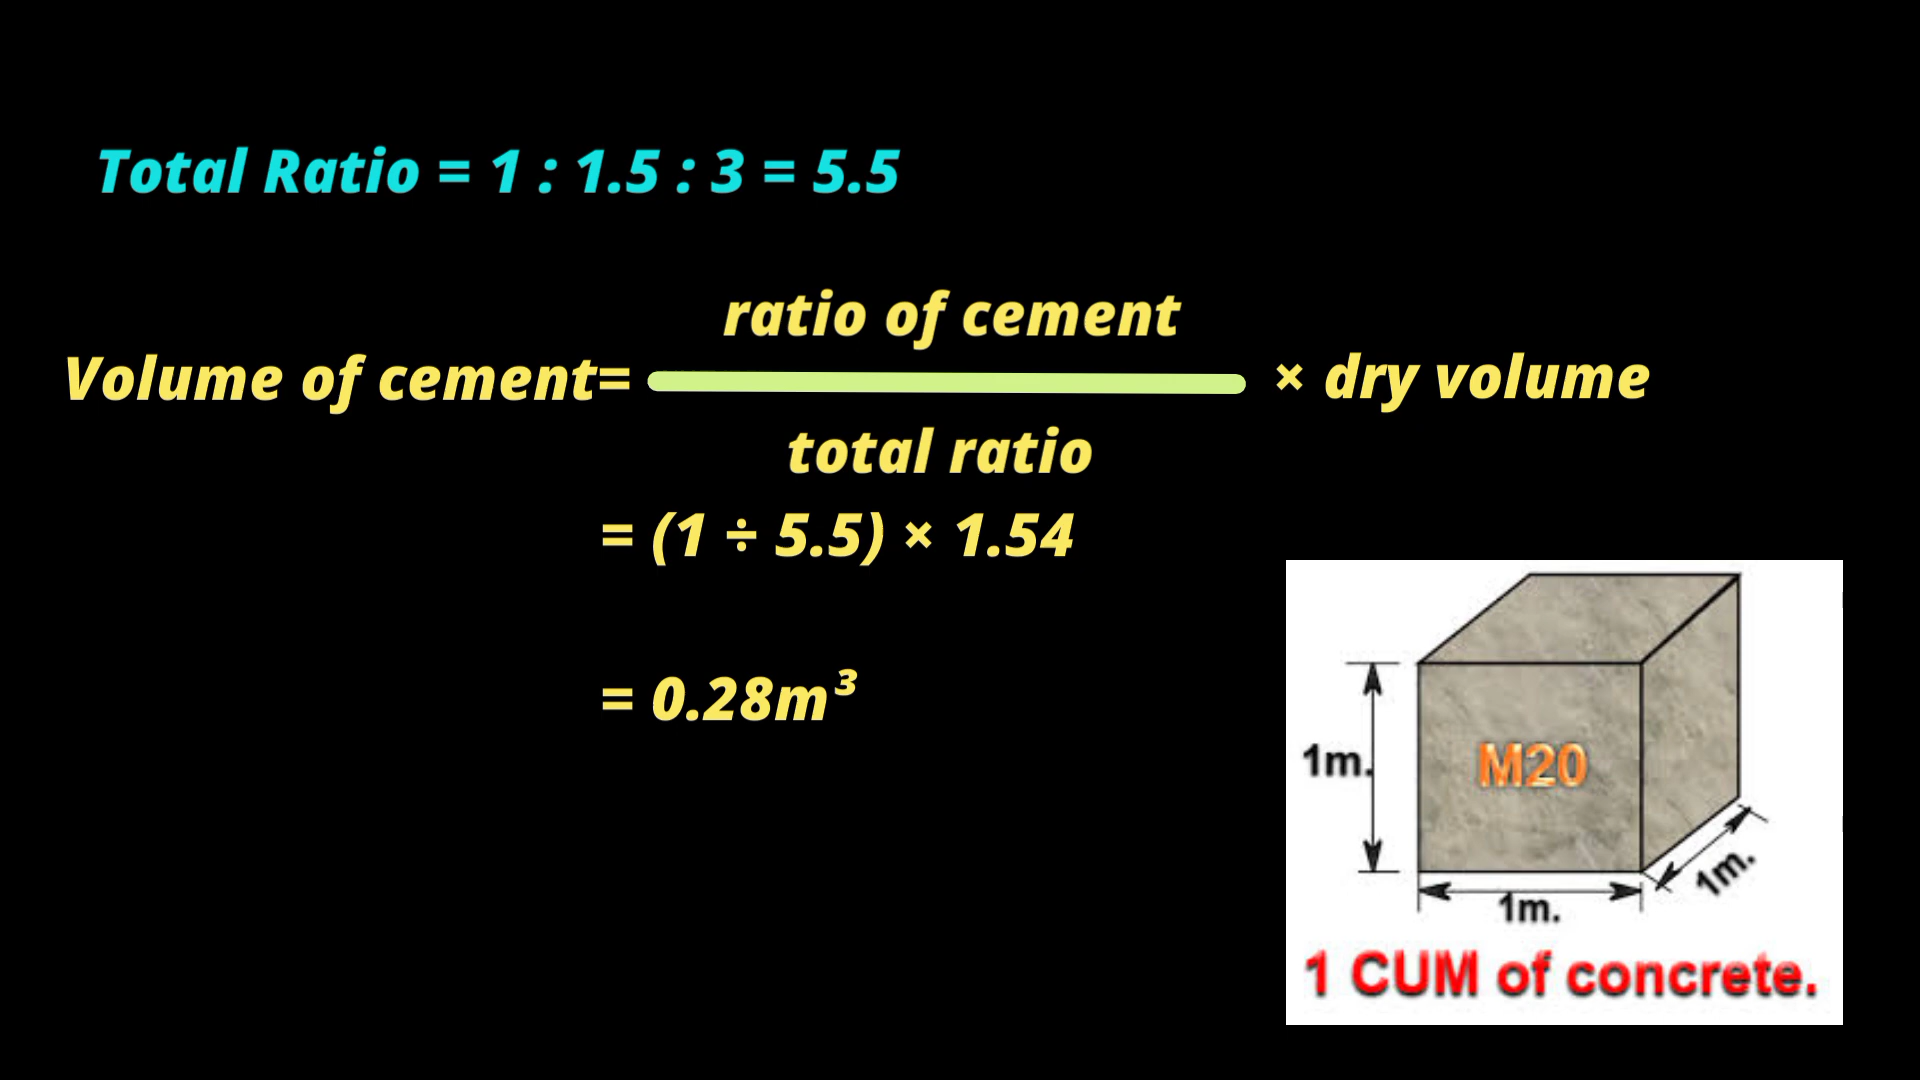 Total Ratio = 1 : 1.5 : 3 = 5.5
ratio of cement
Volume of cement= × dry volume
total ratio
= (1 ÷ 5.5) × 1.54
= 0.28m³
M20
1m.
1m.
1m.
1 CUM of concrete.